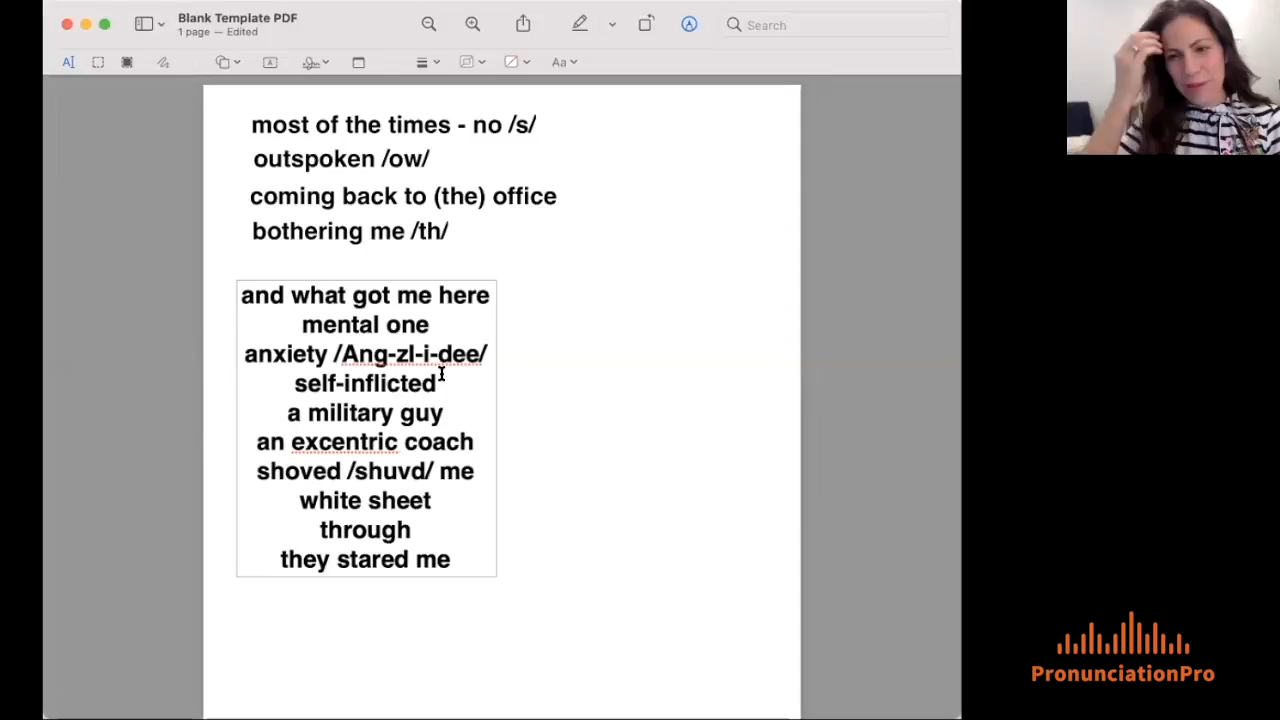 Blank Template PDF
1 page — Edited
Search
Aa
most of the times - no /s/
outspoken /ow/
coming back to (the) office
bothering me /th/
and what got me here
mental one
anxiety /Ang-zI-i-dee/
self-inflicted
a military guy
an excentric coach
shoved /shuvd/ me
white sheet
through
they stared me
PronunciationPro